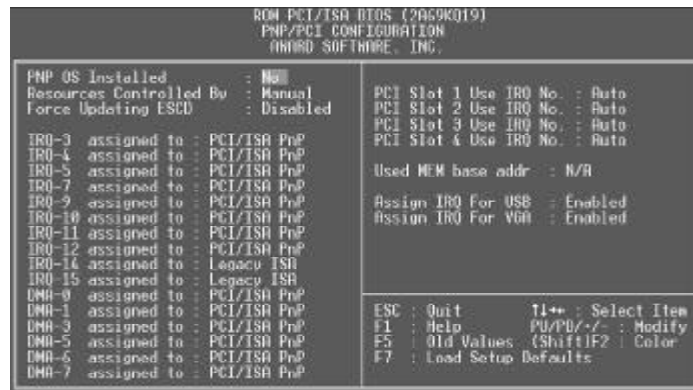 ROM PCI/ISA BIOS (2A69KQ19)
PNP/PCI CONFIGURATION
AWARD SOFTWARE, INC.
PNP OS Installed : No
Resources Controlled By : Manual
Force Updating ESCD : Disabled
IRQ-3 assigned to : PCI/ISA PnP
IRQ-4 assigned to : PCI/ISA PnP
IRQ-5 assigned to : PCI/ISA PnP
IRQ-7 assigned to : PCI/ISA PnP
IRQ-9 assigned to : PCI/ISA PnP
IRQ-10 assigned to : PCI/ISA PnP
IRQ-11 assigned to : PCI/ISA PnP
IRQ-12 assigned to : PCI/ISA PnP
IRQ-14 assigned to : Legacy ISA
IRQ-15 assigned to : Legacy ISA
DMA-0 assigned to : PCI/ISA PnP
DMA-1 assigned to : PCI/ISA PnP
DMA-3 assigned to : PCI/ISA PnP
DMA-5 assigned to : PCI/ISA PnP
DMA-6 assigned to : PCI/ISA PnP
DMA-7 assigned to : PCI/ISA PnP
PCI Slot 1 Use IRQ No. : Auto
PCI Slot 2 Use IRQ No. : Auto
PCI Slot 3 Use IRQ No. : Auto
PCI Slot 4 Use IRQ No. : Auto
Used MEM base addr : N/A
Assign IRQ For USB : Enabled
Assign IRQ For VGA : Enabled
ESC : Quit ↑↓→← : Select Item
F1 : Help PU/PD/+/- : Modify
F5 : Old Values (Shift)F2 : Color
F7 : Load Setup Defaults